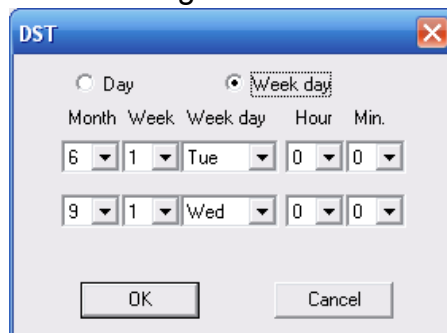 DST
Day Week day
Month Week Week day Hour Min.
6 1 Tue 0 0
9 1 Wed 0 0
OK Cancel